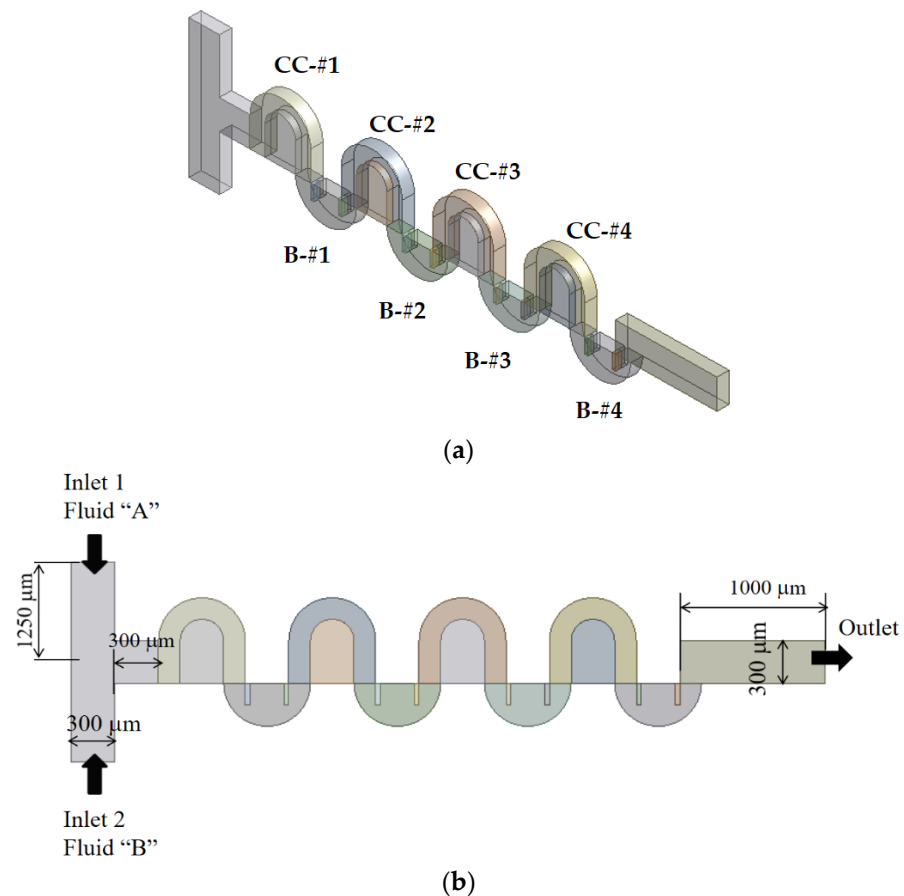 CC-#1
CC-#2
CC-#3
CC-#4
B-#1
B-#2
B-#3
B-#4
(a)
Inlet 1
Fluid “A”
1250 µm
300 µm
300 µm
1000 µm
Outlet
300 µm
Inlet 2
Fluid “B”
(b)